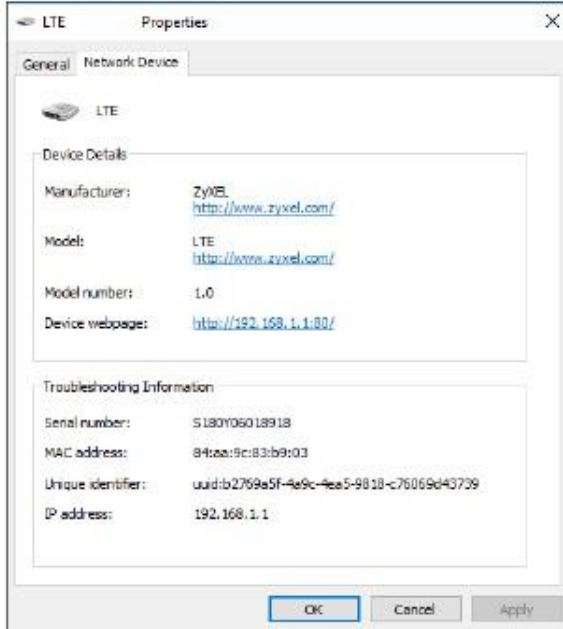 LTE Properties
General Network Device
LTE
Device Details
Manufacturer: ZyXEL
http://www.zyxel.com/
Model: LTE
http://www.zyxel.com/
Model number: 1.0
Device webpage: http://192.168.1.1:80/
Troubleshooting Information
Serial number: S180Y06018918
MAC address: 84:aa:9c:83:b9:03
Unique identifier: uuid:b2769a5f-4a9c-4ea5-9818-c76069d43739
IP address: 192.168.1.1
OK Cancel Apply